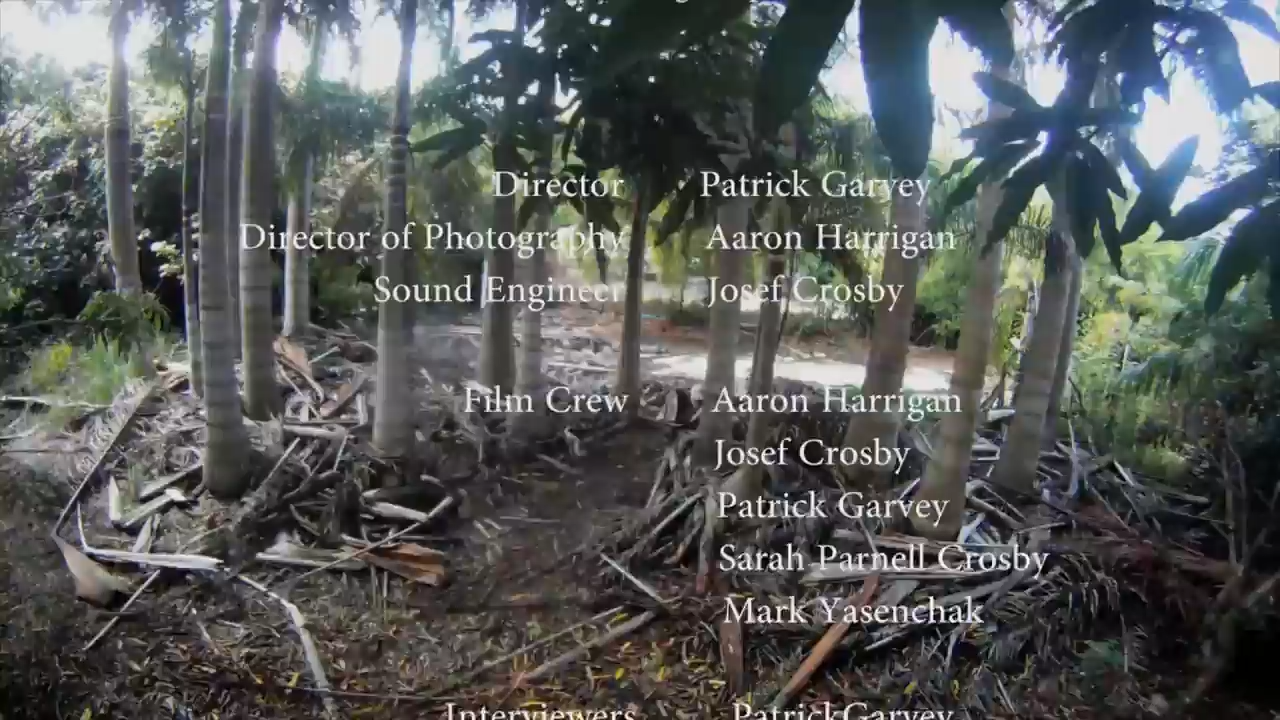 Director Patrick Garvey
Director of Photography Aaron Harrigan
Sound Engineer Josef Crosby
Film Crew Aaron Harrigan
Josef Crosby
Patrick Garvey
Sarah Parnell Crosby
Mark Yasenchak
Interviewers PatrickGarvey